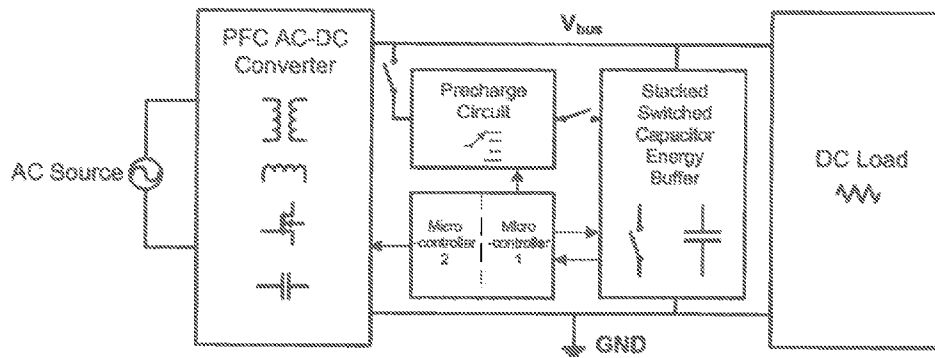 PFC AC-DC
Converter
V_bus
Precharge
Circuit
Stacked
Switched
Capacitor
Energy
Buffer
DC Load
AC Source
Micro
controller
2
Micro
-controller
1
GND